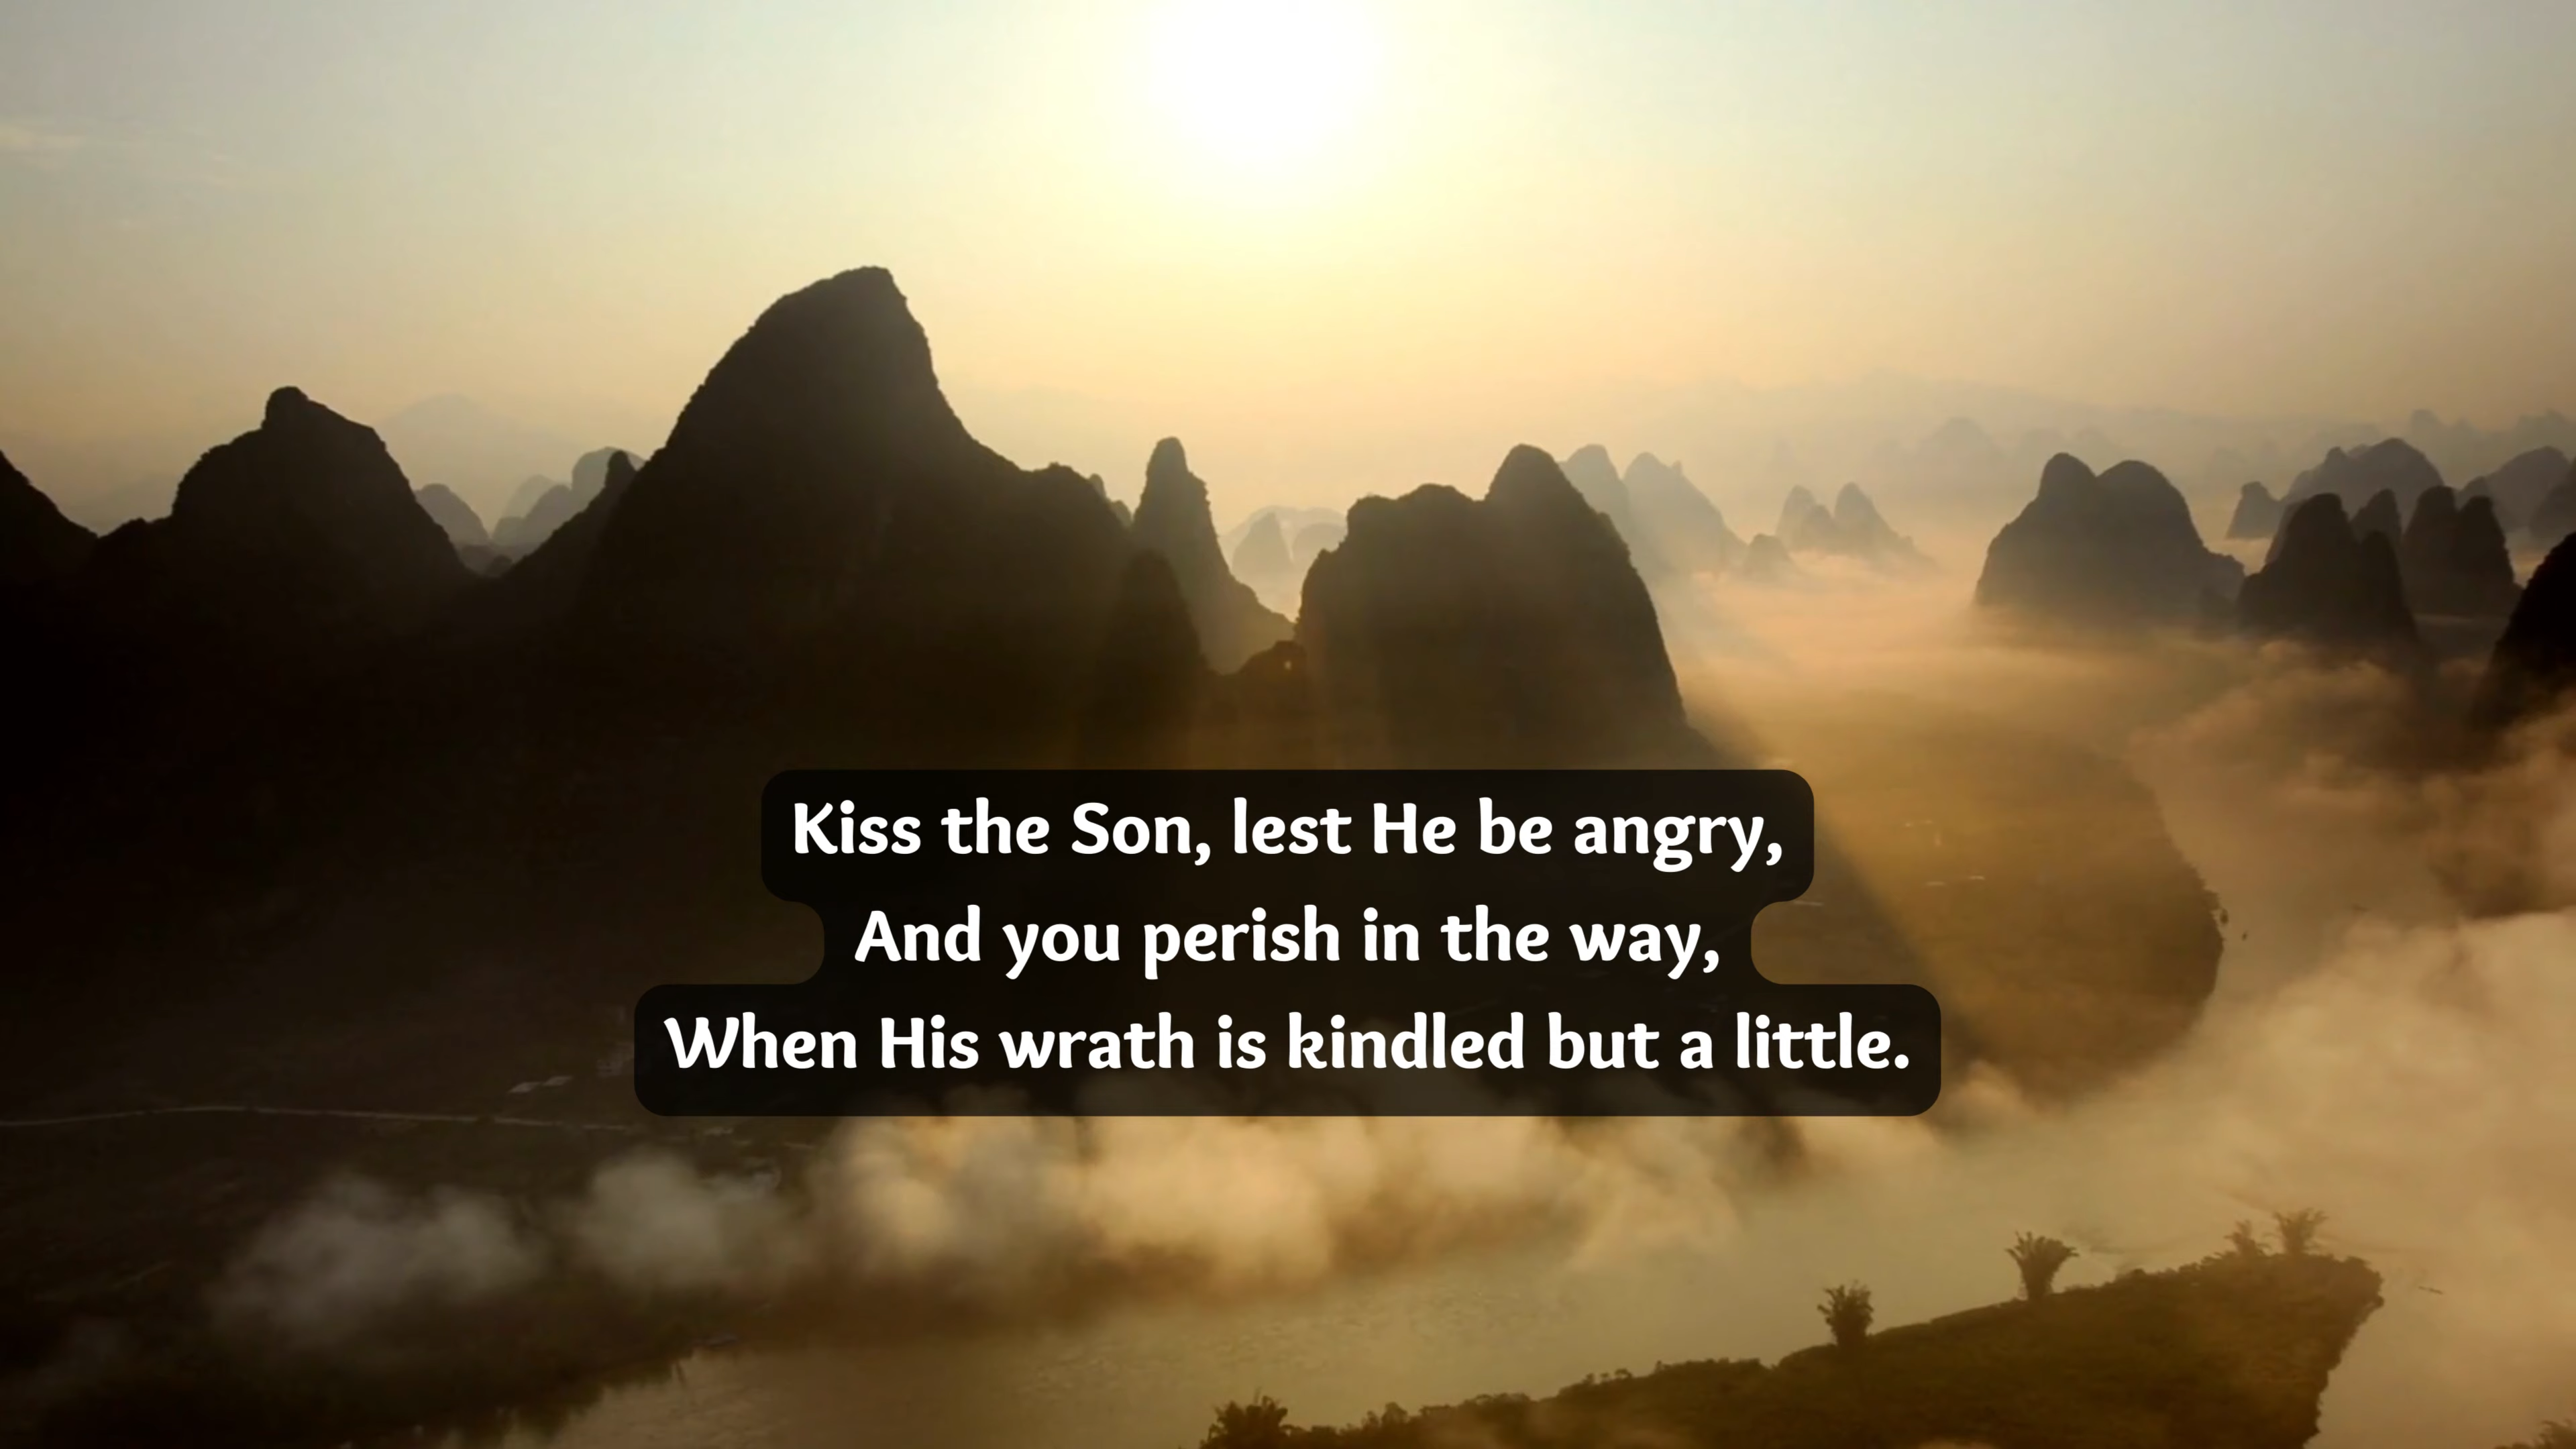 Kiss the Son, lest He be angry,
And you perish in the way,
When His wrath is kindled but a little.